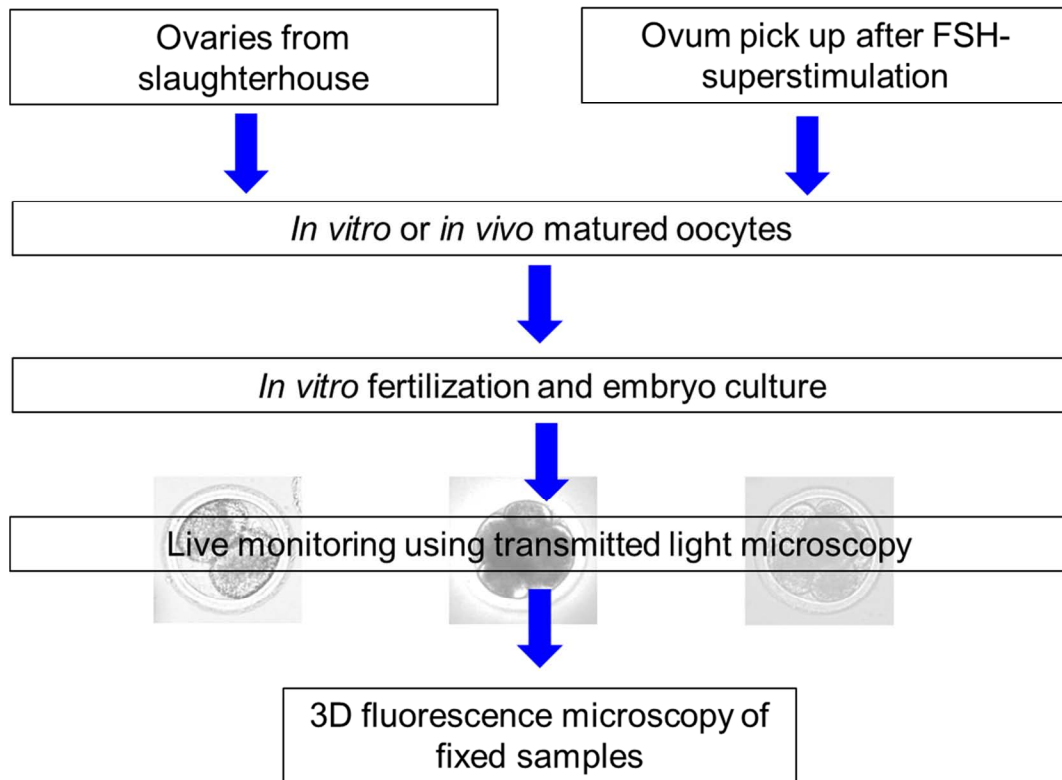 Ovaries from
slaughterhouse
Ovum pick up after FSH-
superstimulation
In vitro or in vivo matured oocytes
In vitro fertilization and embryo culture
Live monitoring using transmitted light microscopy
3D fluorescence microscopy of
fixed samples